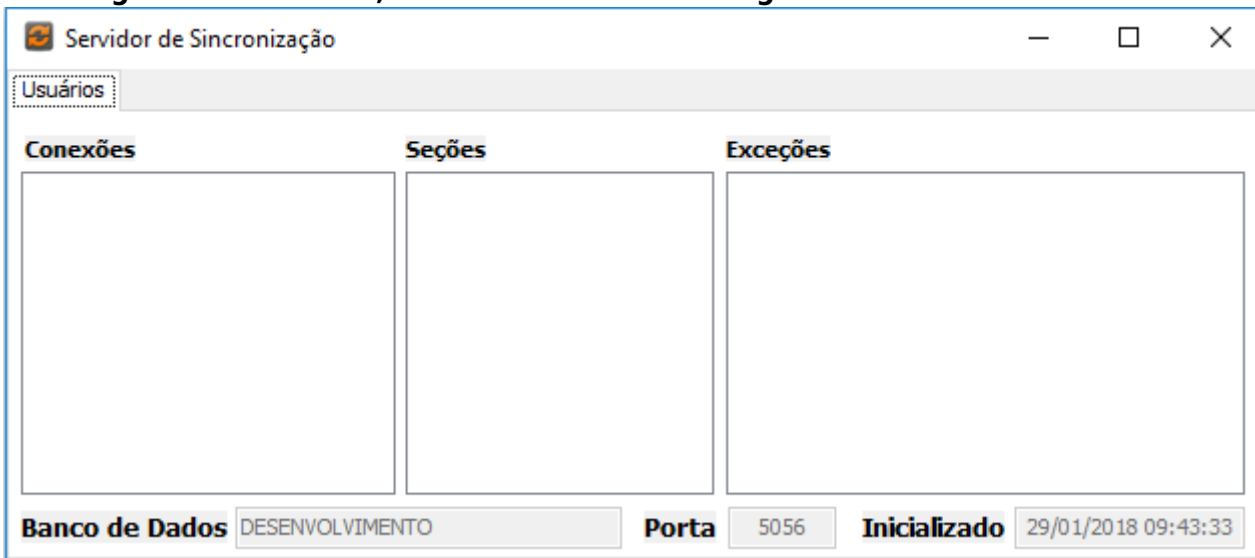 Servidor de Sincronização
Usuários
Conexões Seções Exceções
Banco de Dados DESENVOLVIMENTO Porta 5056 Inicializado 29/01/2018 09:43:33